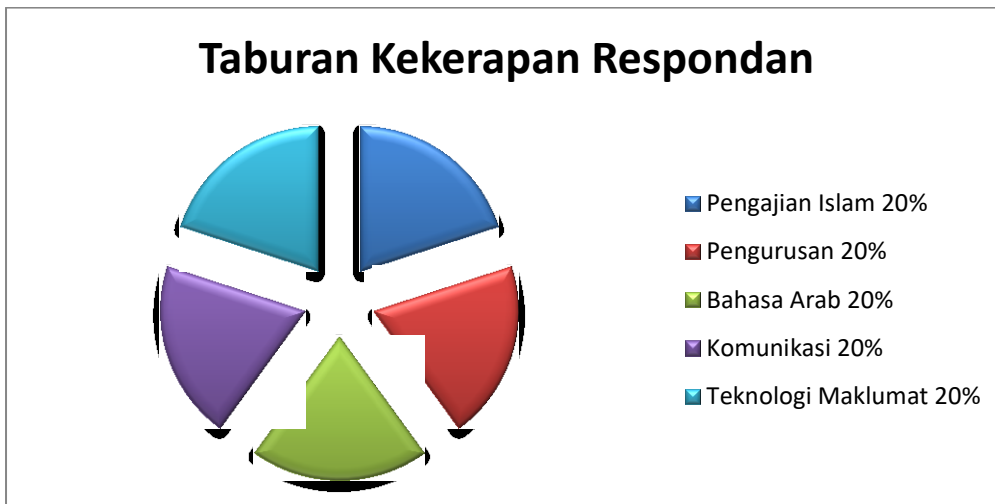 Taburan Kekerapan Respondan
Pengajian Islam 20%
Pengurusan 20%
Bahasa Arab 20%
Komunikasi 20%
Teknologi Maklumat 20%